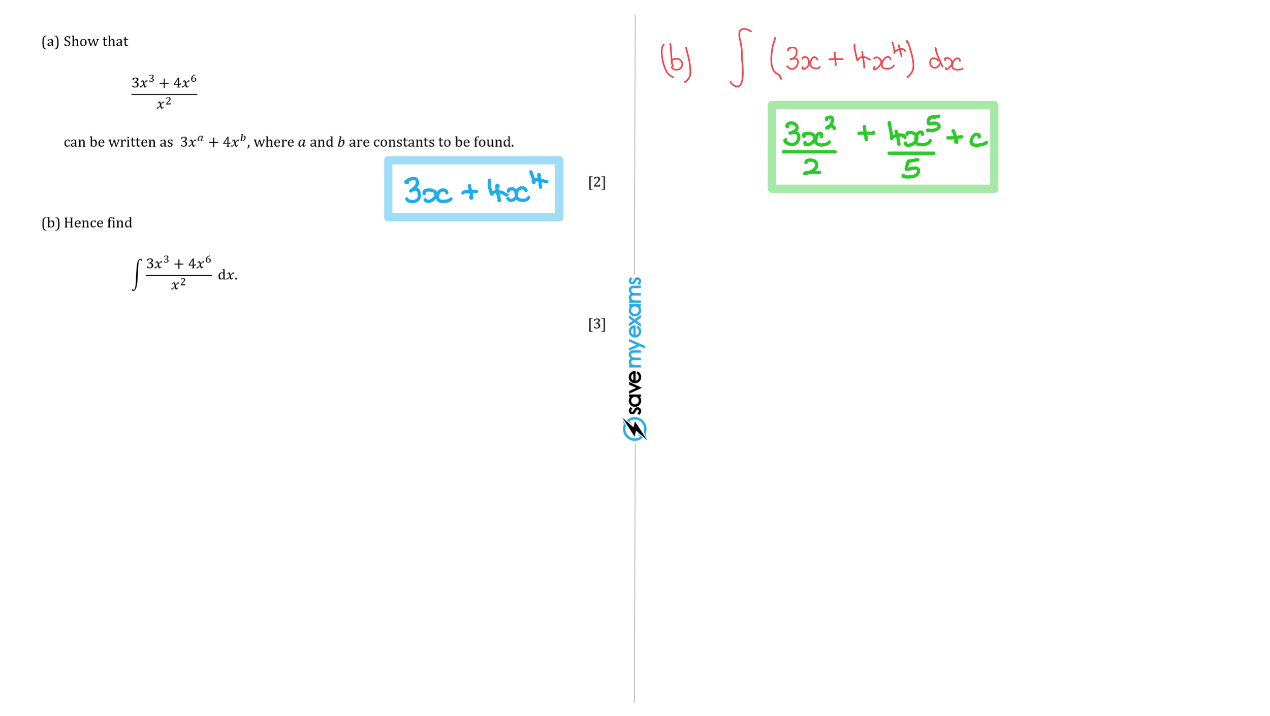 (a) Show that
3x³ + 4x⁶
x²
can be written as 3xᵃ + 4xᵇ, where a and b are constants to be found.
3x + 4x⁴
[2]
(b) Hence find
∫ 3x³ + 4x⁶
x² dx.
[3]
save my exams
(b) ∫ (3x + 4x⁴) dx
3x² + 4x⁵ + c
2 5